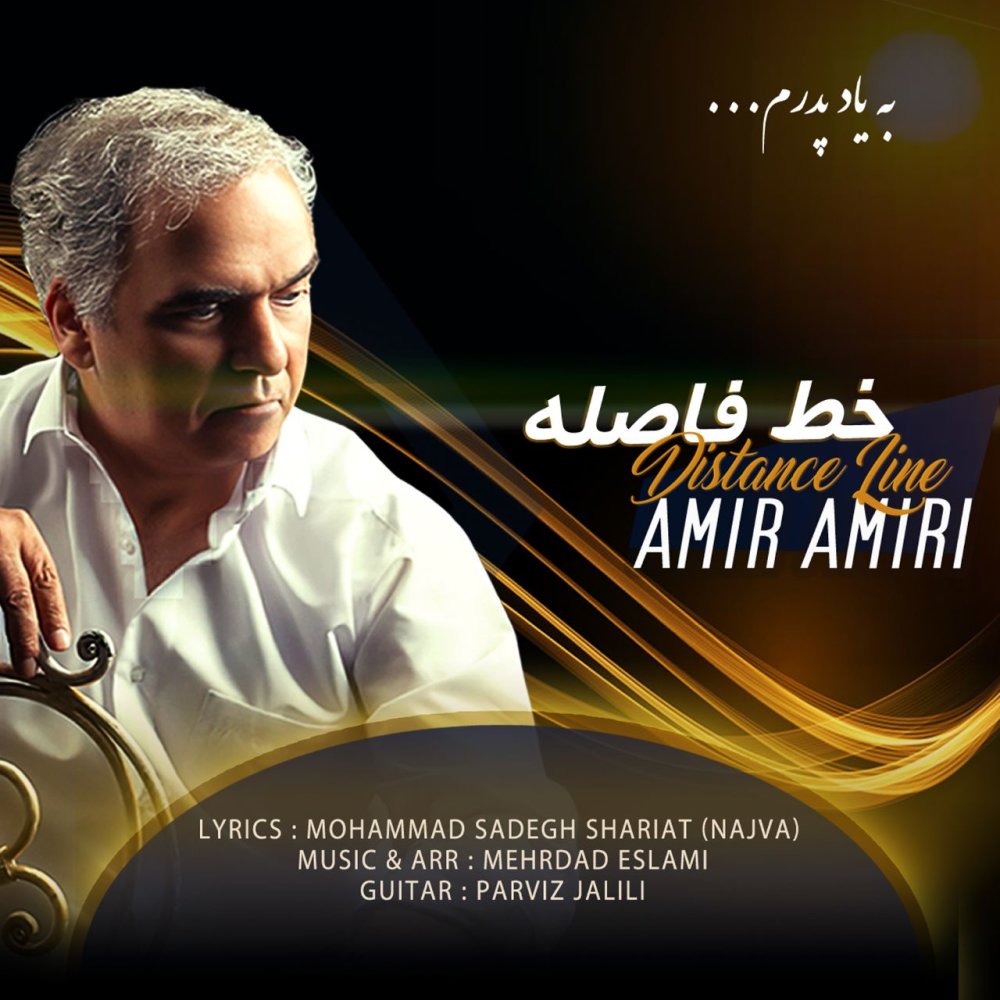 به یاد پدرم...
خط فاصله
Distance Line
AMIR AMIRI
LYRICS : MOHAMMAD SADEGH SHARIAT (NAJVA)
MUSIC & ARR : MEHRDAD ESLAMI
GUITAR : PARVIZ JALILI